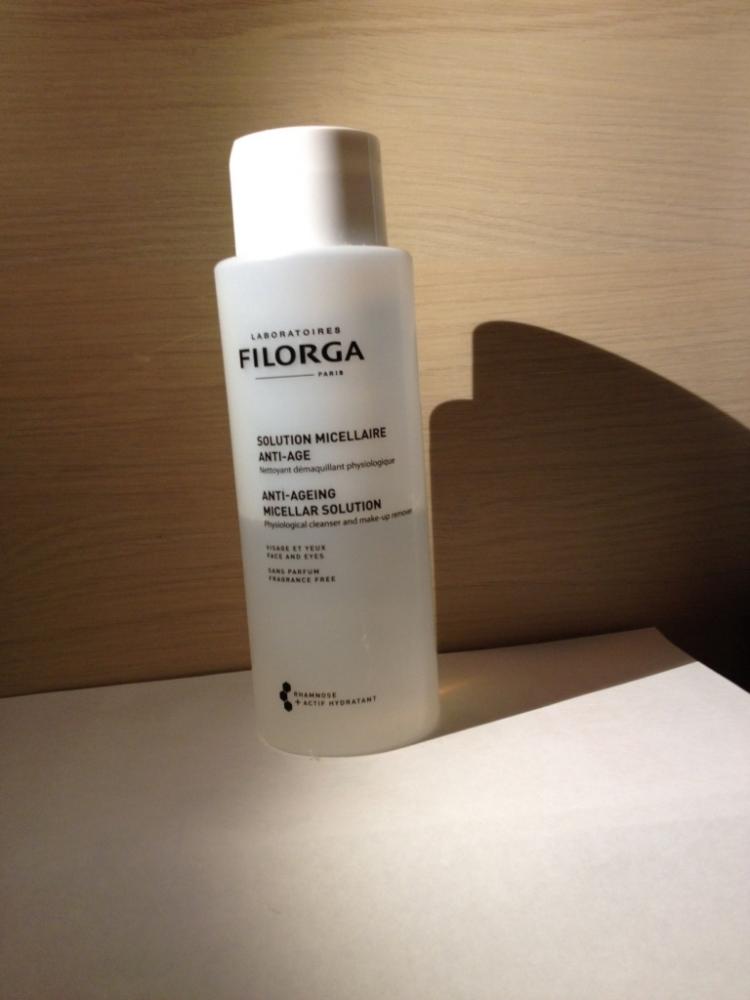 LABORATOIRES
FILORGA
PARIS
SOLUTION MICELLAIRE
ANTI-AGE
Nettoyant démaquillant physiologique
ANTI-AGEING
MICELLAR SOLUTION
Physiological cleanser and make-up remover
VISAGE ET YEUX
FACE AND EYES
SANS PARFUM
FRAGRANCE FREE
RHAMNOSE
+ ACTIF HYDRATANT